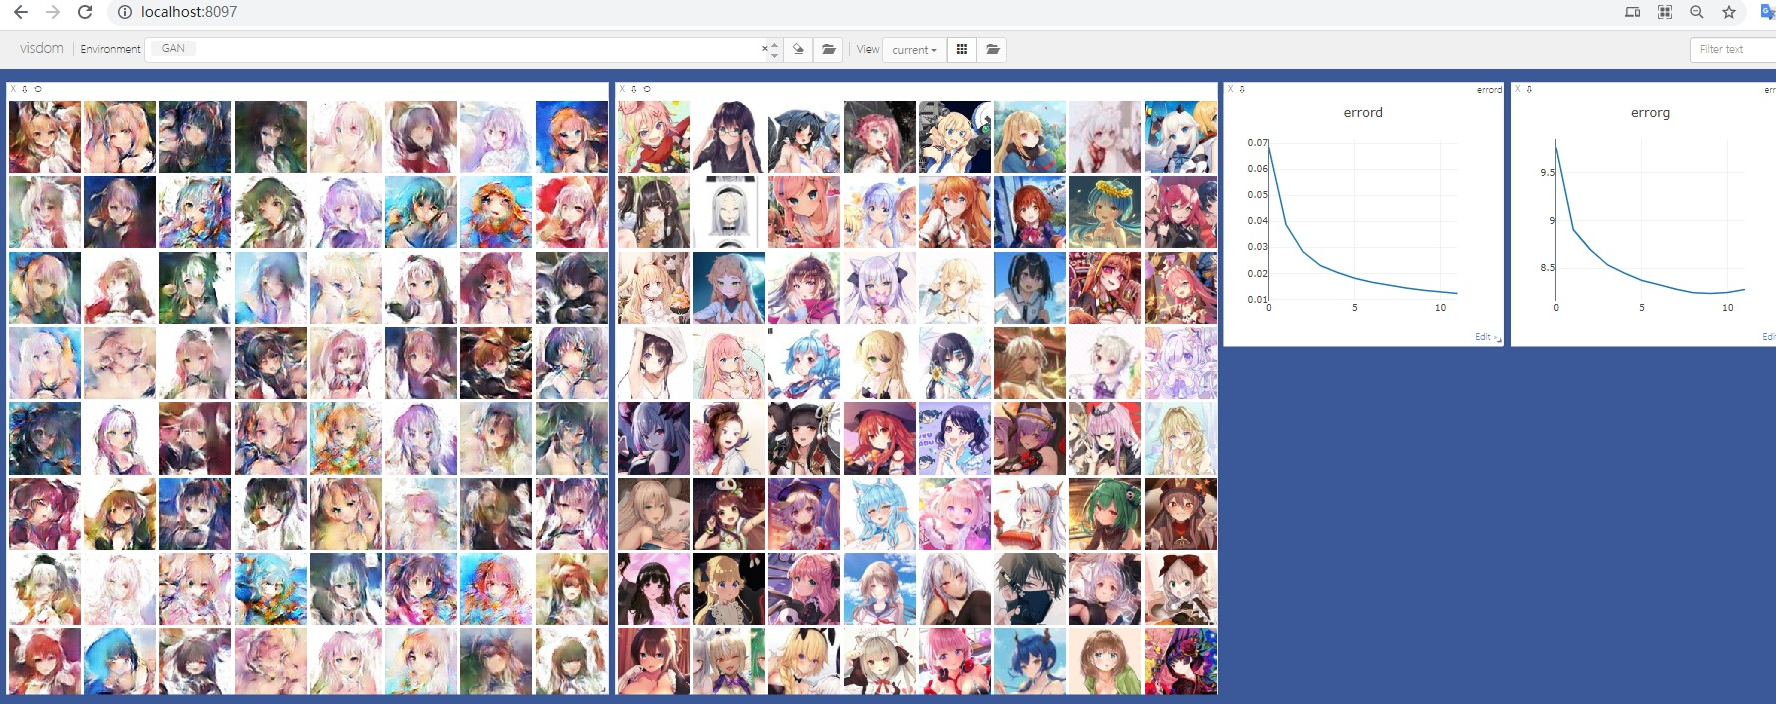 localhost:8097
visdom Environment GAN × View current Filter text
X
X
X errord
X err
errord
0.07
0.06
0.05
0.04
0.03
0.02
0.01
0 5 10
Edit
errorg
9.5
9
8.5
0 5 10
Edi